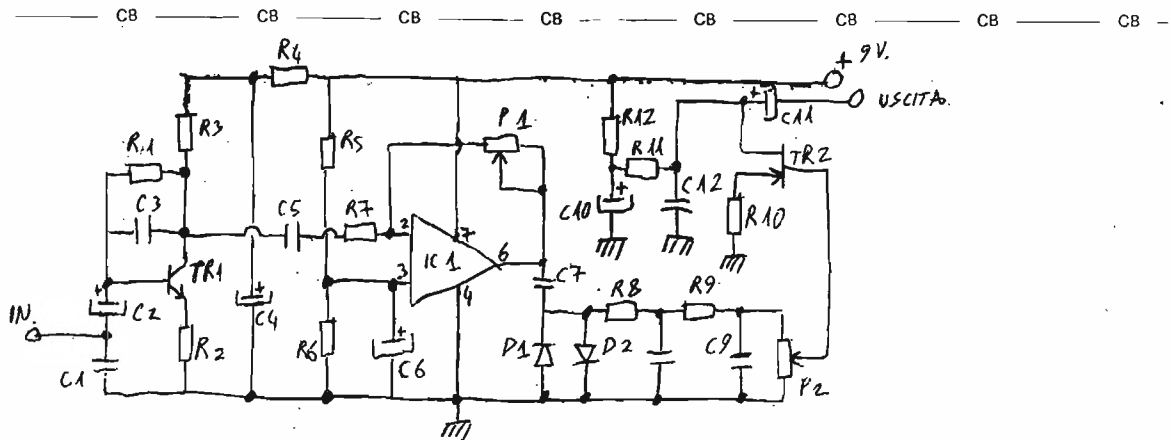 CB CB CB CB CB CB CB
R4
+ 9V.
+ C11 USCITA.
R3 R12
R1 R5 P1 R11 TR2
C3 C5 R7 2 7 C10 + C12 R10
IC1 6
TR1 3 4 C7
+ C2 + C4 R8 R9
IN. R2 R6 + + C6 D1 D2 C9
C1 P2